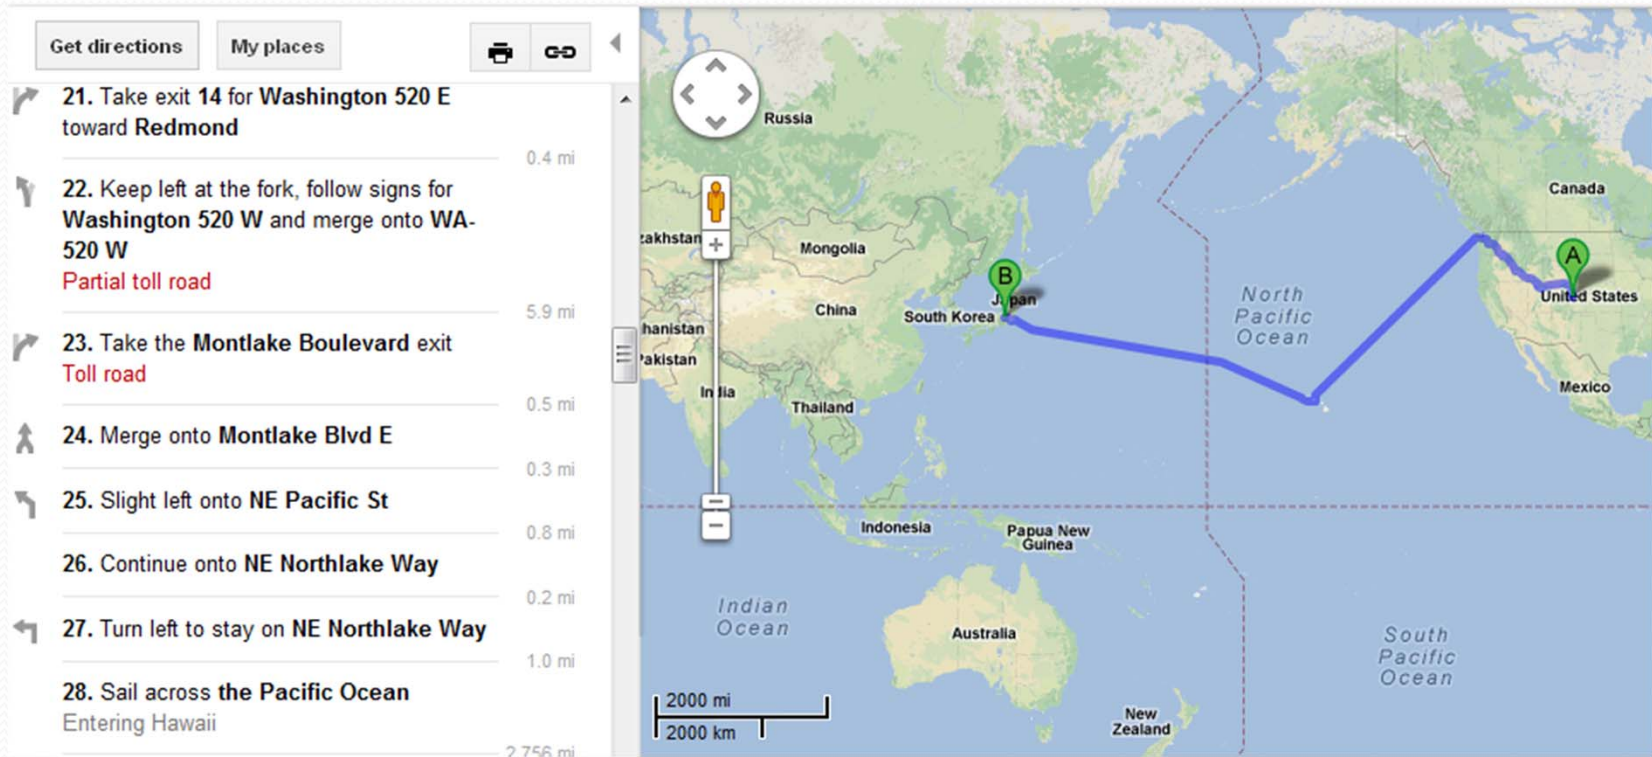 Get directions
My places
21. Take exit 14 for Washington 520 E
toward Redmond
0.4 mi
22. Keep left at the fork, follow signs for
Washington 520 W and merge onto WA-
520 W
Partial toll road
5.9 mi
23. Take the Montlake Boulevard exit
Toll road
0.5 mi
24. Merge onto Montlake Blvd E
0.3 mi
25. Slight left onto NE Pacific St
0.8 mi
26. Continue onto NE Northlake Way
0.2 mi
27. Turn left to stay on NE Northlake Way
1.0 mi
28. Sail across the Pacific Ocean
Entering Hawaii
2,756 mi
Russia
Canada
zakhstan
Mongolia
A
B
Japan
United States
North
Pacific
Ocean
China
South Korea
hanistan
Pakistan
India
Mexico
Thailand
Indonesia
Papua New
Guinea
Indian
Ocean
Australia
South
Pacific
Ocean
2000 mi
2000 km
New
Zealand